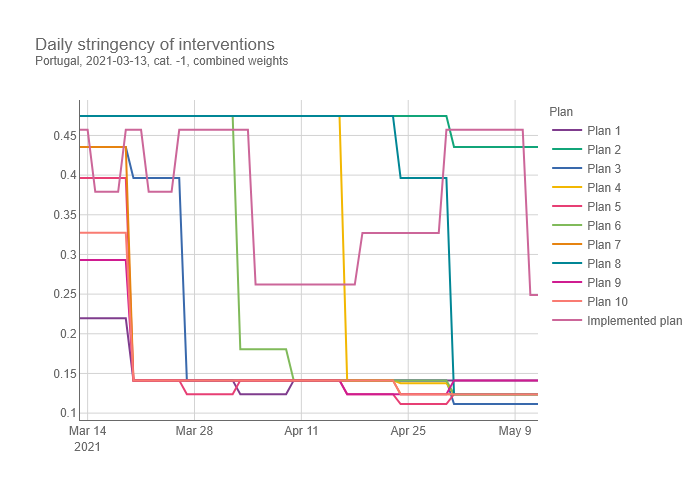 Daily stringency of interventions
Portugal, 2021-03-13, cat. -1, combined weights
Plan
Plan 1
Plan 2
Plan 3
Plan 4
Plan 5
Plan 6
Plan 7
Plan 8
Plan 9
Plan 10
Implemented plan
0.45
0.4
0.35
0.3
0.25
0.2
0.15
0.1
Mar 14
2021
Mar 28
Apr 11
Apr 25
May 9